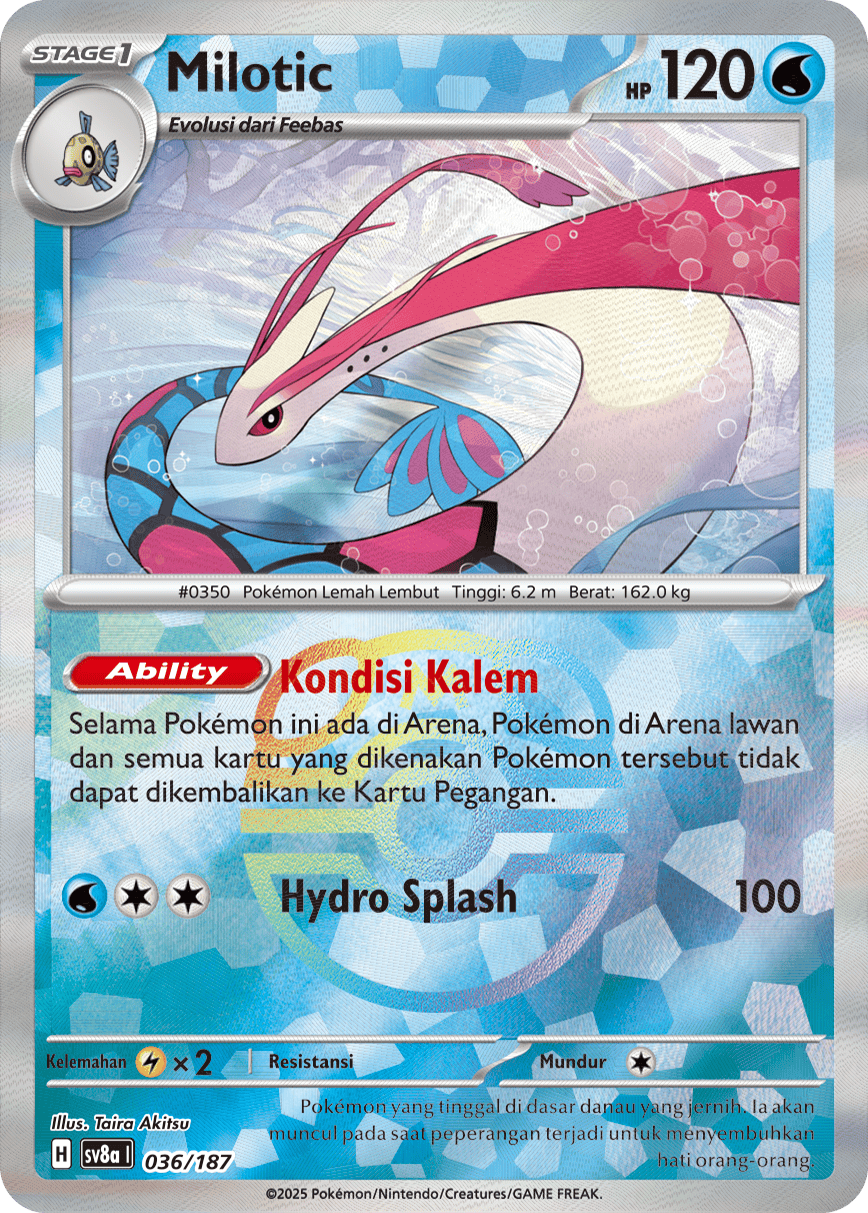 STAGE1
Milotic
HP 120
Evolusi dari Feebas
#0350 Pokémon Lemah Lembut Tinggi: 6.2 m Berat: 162.0 kg
Ability Kondisi Kalem
Selama Pokémon ini ada di Arena, Pokémon di Arena lawan
dan semua kartu yang dikenakan Pokémon tersebut tidak
dapat dikembalikan ke Kartu Pegangan.
Hydro Splash 100
Kelemahan ×2 Resistansi Mundur
Illus. Taira Akitsu
Pokémon yang tinggal di dasar danau yang jernih. Ia akan
muncul pada saat peperangan terjadi untuk menyembuhkan
hati orang-orang.
H sv8a I 036/187
©2025 Pokémon/Nintendo/Creatures/GAME FREAK.